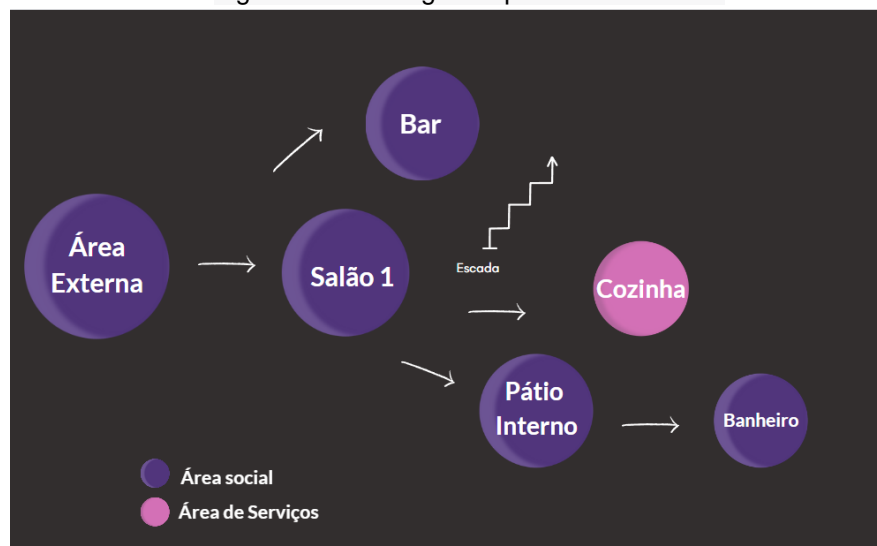 Bar
Área
Externa
Salão 1
Escada
Cozinha
Pátio
Interno
Banheiro
Área social
Área de Serviços